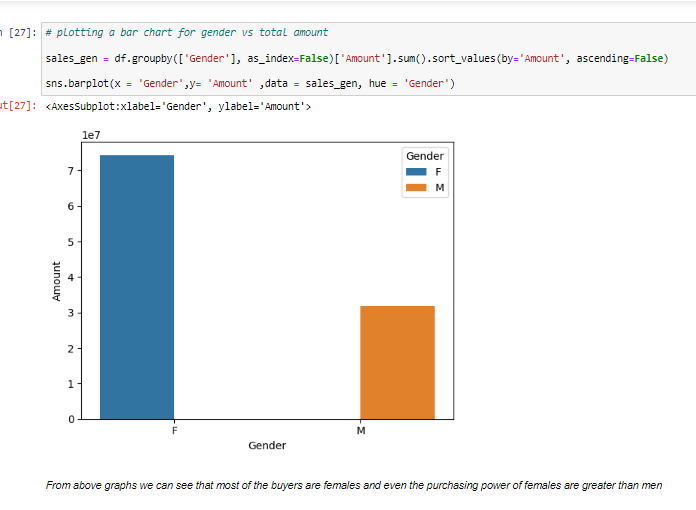 [27]: # plotting a bar chart for gender vs total amount
sales_gen = df.groupby(['Gender'], as_index=False)['Amount'].sum().sort_values(by='Amount', ascending=False)
sns.barplot(x = 'Gender',y= 'Amount' ,data = sales_gen, hue = 'Gender')
ut[27]: <AxesSubplot:xlabel='Gender', ylabel='Amount'>
1e7
Gender
F
M
7
6
5
4
3
2
1
0
Amount
F M
Gender
From above graphs we can see that most of the buyers are females and even the purchasing power of females are greater than men